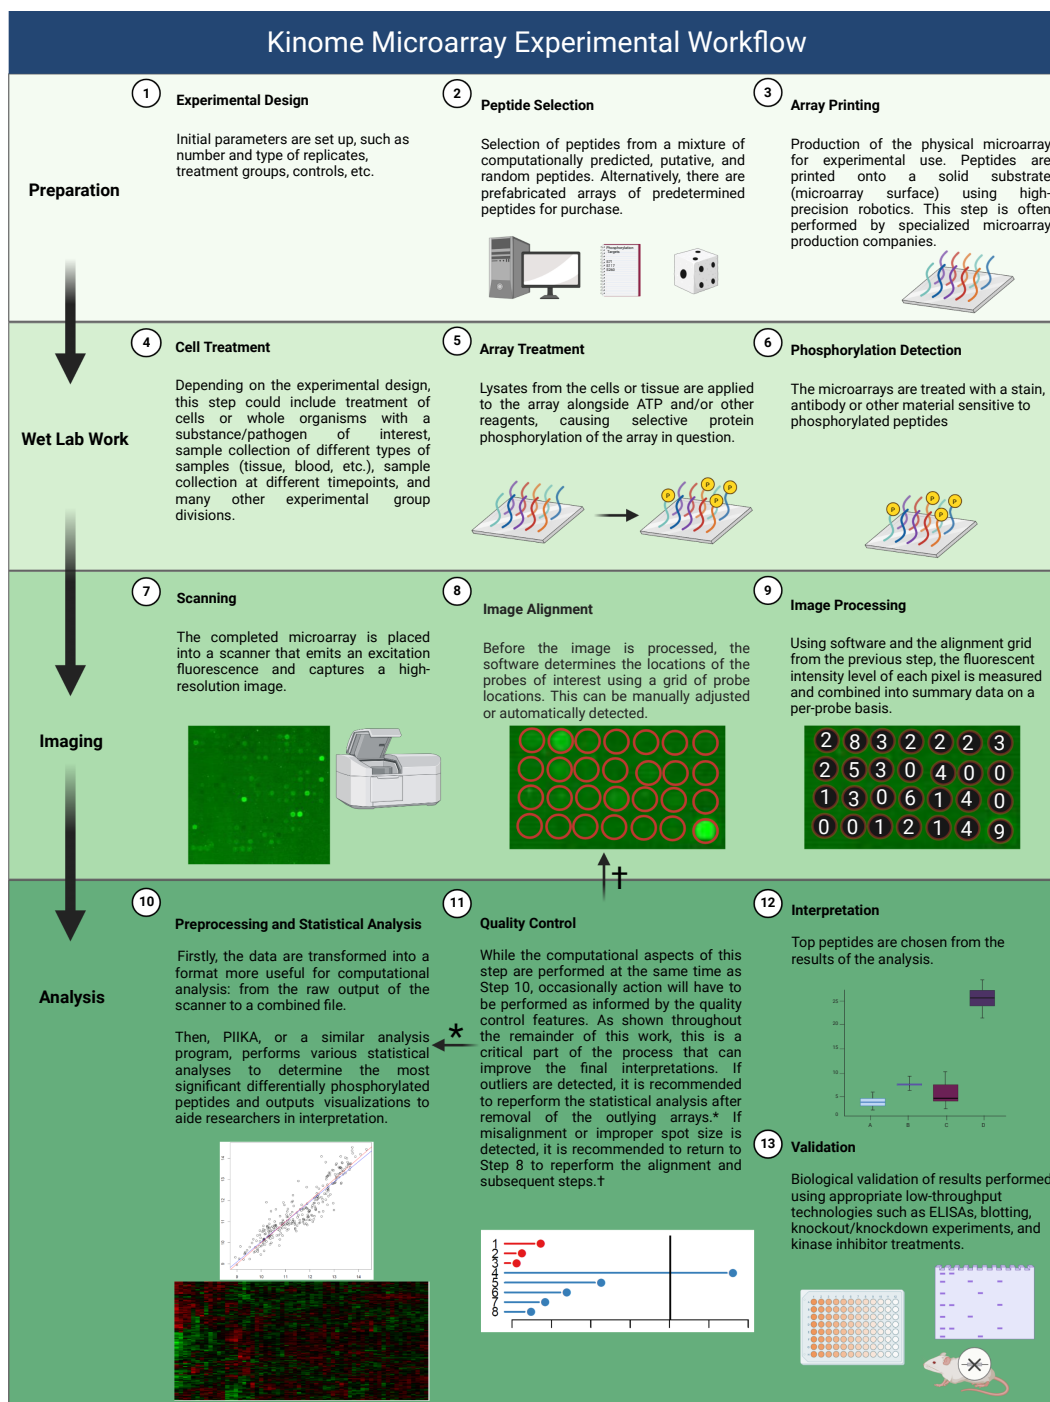 Kinome Microarray Experimental Workflow
Preparation
1
Experimental Design
Initial parameters are set up, such as
number and type of replicates,
treatment groups, controls, etc.
2
Peptide Selection
Selection of peptides from a mixture of
computationally predicted, putative, and
random peptides. Alternatively, there are
prefabricated arrays of predetermined
peptides for purchase.
Phosphorylation
Targets
3
Array Printing
Production of the physical microarray
for experimental use. Peptides are
printed onto a solid substrate
(microarray surface) using high-
precision robotics. This step is often
performed by specialized microarray
production companies.
Wet Lab Work
4
Cell Treatment
Depending on the experimental design,
this step could include treatment of
cells or whole organisms with a
substance/pathogen of interest,
sample collection of different types of
samples (tissue, blood, etc.), sample
collection at different timepoints, and
many other experimental group
divisions.
5
Array Treatment
Lysates from the cells or tissue are applied
to the array alongside ATP and/or other
reagents, causing selective protein
phosphorylation of the array in question.
P P P P
6
Phosphorylation Detection
The microarrays are treated with a stain,
antibody or other material sensitive to
phosphorylated peptides
P P P P
Imaging
7
Scanning
The completed microarray is placed
into a scanner that emits an excitation
fluorescence and captures a high-
resolution image.
8
Image Alignment
Before the image is processed, the
software determines the locations of the
probes of interest using a grid of probe
locations. This can be manually adjusted
or automatically detected.
9
Image Processing
Using software and the alignment grid
from the previous step, the fluorescent
intensity level of each pixel is measured
and combined into summary data on a
per-probe basis.
2 8 3 2 2 2 3
2 5 3 0 4 0 0
1 3 0 6 1 4 0
0 0 1 2 1 4 9
†
Analysis
10
Preprocessing and Statistical Analysis
Firstly, the data are transformed into a
format more useful for computational
analysis: from the raw output of the
scanner to a combined file.
Then, PIIKA, or a similar analysis
program, performs various statistical
analyses to determine the most
significant differentially phosphorylated
peptides and outputs visualizations to
aide researchers in interpretation.
8 9 10 11 12 13 14
*
11
Quality Control
While the computational aspects of this
step are performed at the same time as
Step 10, occasionally action will have to
be performed as informed by the quality
control features. As shown throughout
the remainder of this work, this is a
critical part of the process that can
improve the final interpretations. If
outliers are detected, it is recommended
to reperform the statistical analysis after
removal of the outlying arrays.* If
misalignment or improper spot size is
detected, it is recommended to return to
Step 8 to reperform the alignment and
subsequent steps.†
1
2
3
4
5
6
7
8
12
Interpretation
Top peptides are chosen from the
results of the analysis.
25
20
15
10
5
0
A B C D
13
Validation
Biological validation of results performed
using appropriate low-throughput
technologies such as ELISAs, blotting,
knockout/knockdown experiments, and
kinase inhibitor treatments.